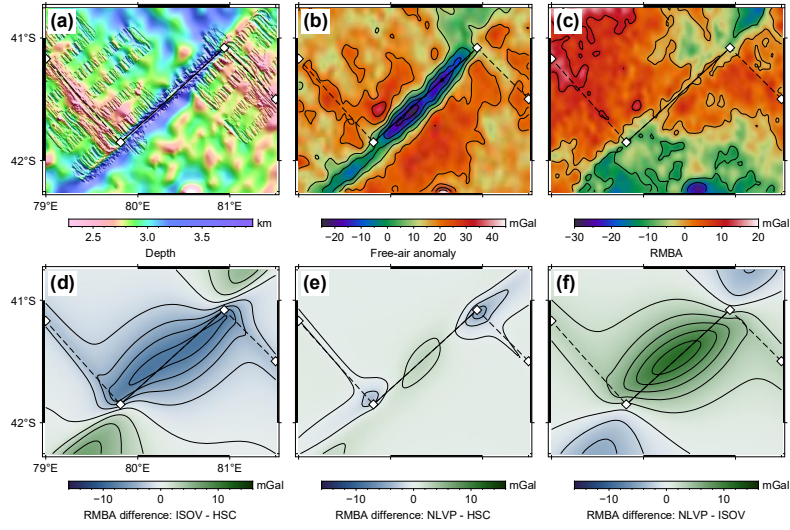 (a) (b) (c)
41°S
42°S
79°E 80°E 81°E
2.5 3.0 3.5 km −20 −10 0 10 20 30 40 mGal −30 −20 −10 0 10 20 mGal
Depth Free-air anomaly RMBA
(d) (e) (f)
41°S
42°S
79°E 80°E 81°E
−10 0 10 mGal −10 0 10 mGal −10 0 10 mGal
RMBA difference: ISOV - HSC RMBA difference: NLVP - HSC RMBA difference: NLVP - ISOV